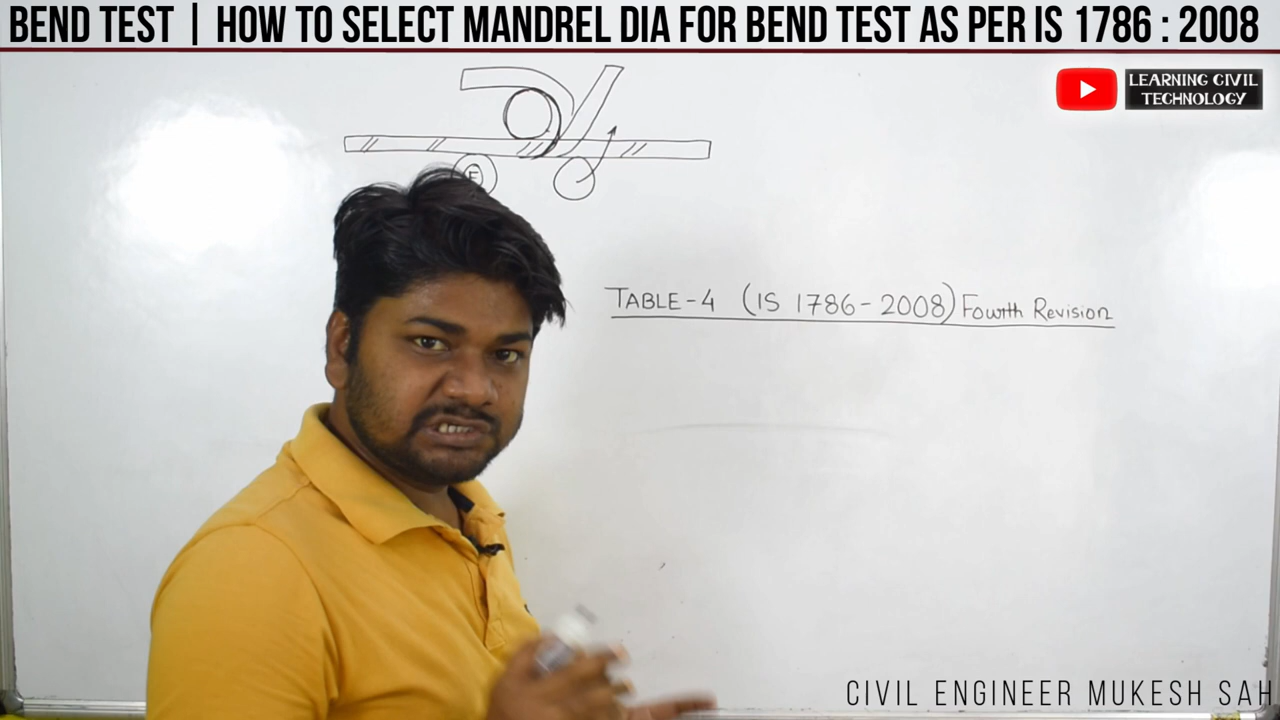 BEND TEST | HOW TO SELECT MANDREL DIA FOR BEND TEST AS PER IS 1786 : 2008
LEARNING CIVIL
TECHNOLOGY
F
TABLE-4 (IS 1786-2008) Fourth Revision
CIVIL ENGINEER MUKESH SAH